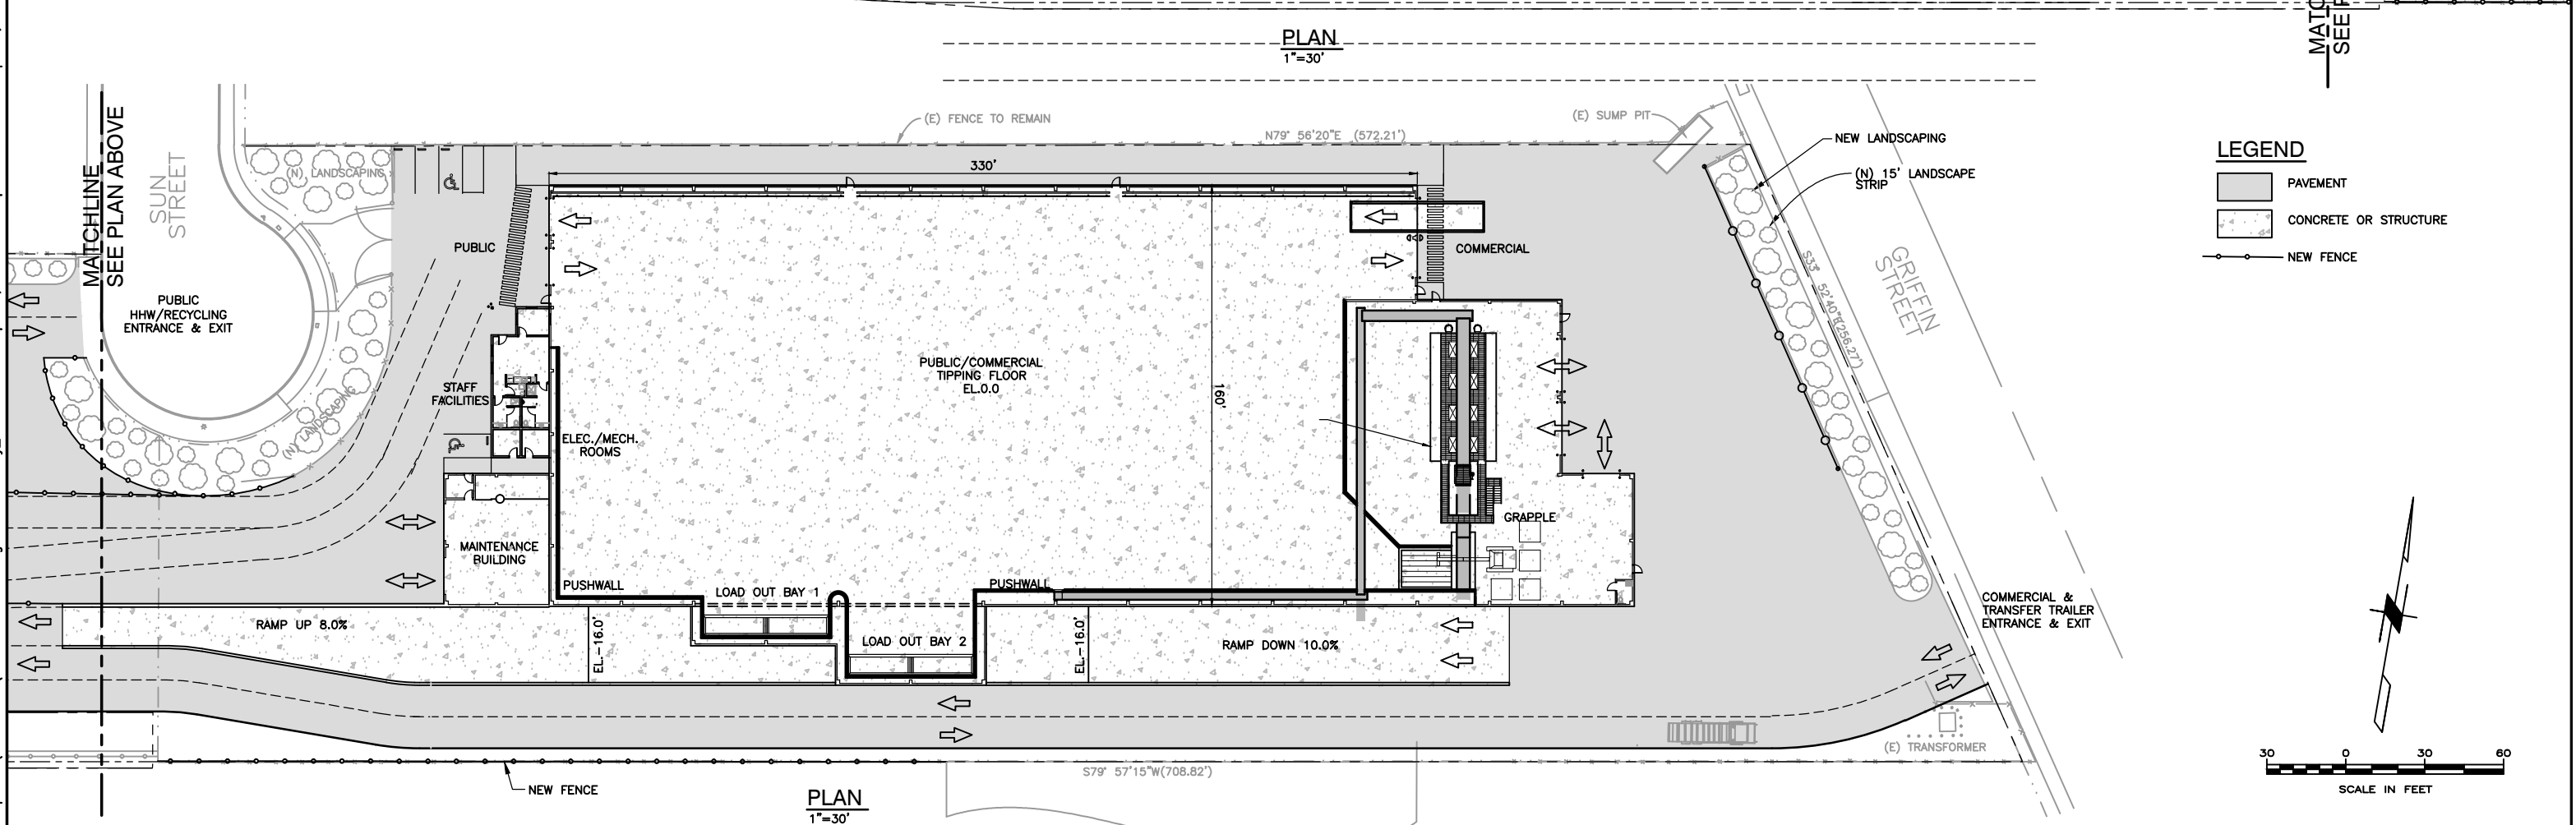 PLAN
1"=30'
MATCHLINE
SEE PLAN ABOVE
SUN
STREET
(N) LANDSCAPING
(E) FENCE TO REMAIN
N79° 56'20"E (572.21')
(E) SUMP PIT
NEW LANDSCAPING
(N) 15' LANDSCAPE
STRIP
LEGEND
PAVEMENT
CONCRETE OR STRUCTURE
NEW FENCE
330'
PUBLIC
COMMERCIAL
GRIFFIN
STREET
S33° 52'40"E(256.27')
PUBLIC
HHW/RECYCLING
ENTRANCE & EXIT
(N) LANDSCAPING
STAFF
FACILITIES
PUBLIC/COMMERCIAL
TIPPING FLOOR
EL.0.0
160'
ELEC./MECH.
ROOMS
GRAPPLE
MAINTENANCE
BUILDING
PUSHWALL
LOAD OUT BAY 1
PUSHWALL
COMMERCIAL &
TRANSFER TRAILER
ENTRANCE & EXIT
RAMP UP 8.0%
EL.-16.0'
LOAD OUT BAY 2
EL.-16.0'
RAMP DOWN 10.0%
(E) TRANSFORMER
30 0 30 60
SCALE IN FEET
S79° 57'15"W(708.82')
NEW FENCE
PLAN
1"=30'